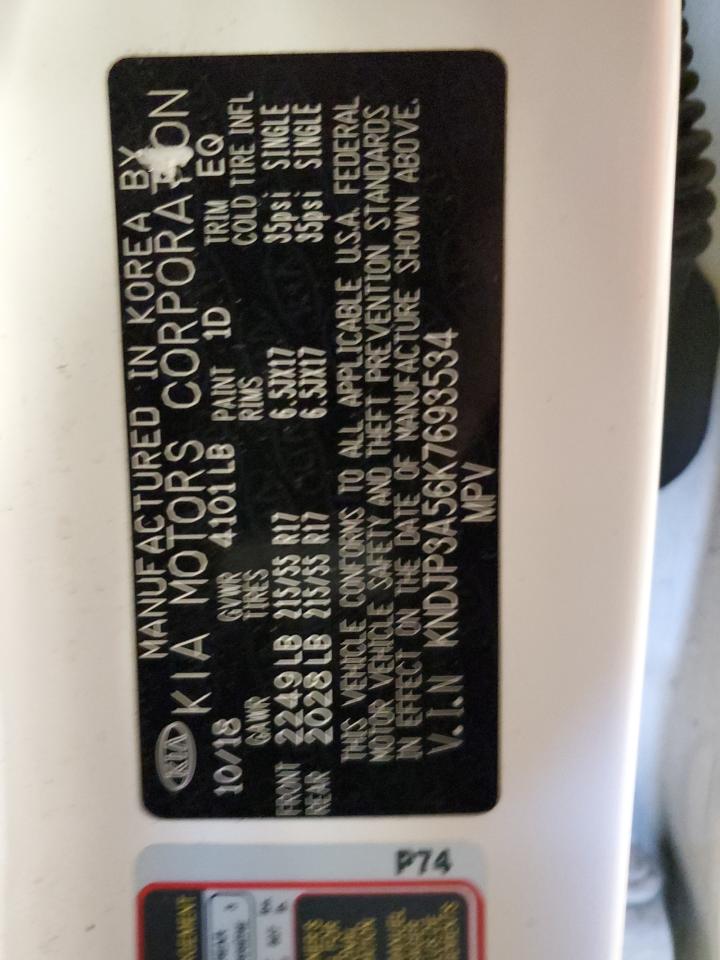 MANUFACTURED IN KOREA BY
KIA KIA MOTORS CORPORATION
10/18 GVWR 4101LB PAINT 1D TRIM EQ
GAWR TIRES RIMS COLD TIRE INFL
FRONT 2249LB 215/55 R17 6.5JX17 35psi SINGLE
REAR 2028LB 215/55 R17 6.5JX17 35psi SINGLE
THIS VEHICLE CONFORMS TO ALL APPLICABLE U.S.A. FEDERAL
MOTOR VEHICLE SAFETY AND THEFT PREVENTION STANDARDS
IN EFFECT ON THE DATE OF MANUFACTURE SHOWN ABOVE.
V.I.N KNDJP3A56K7693534
MPV
P74